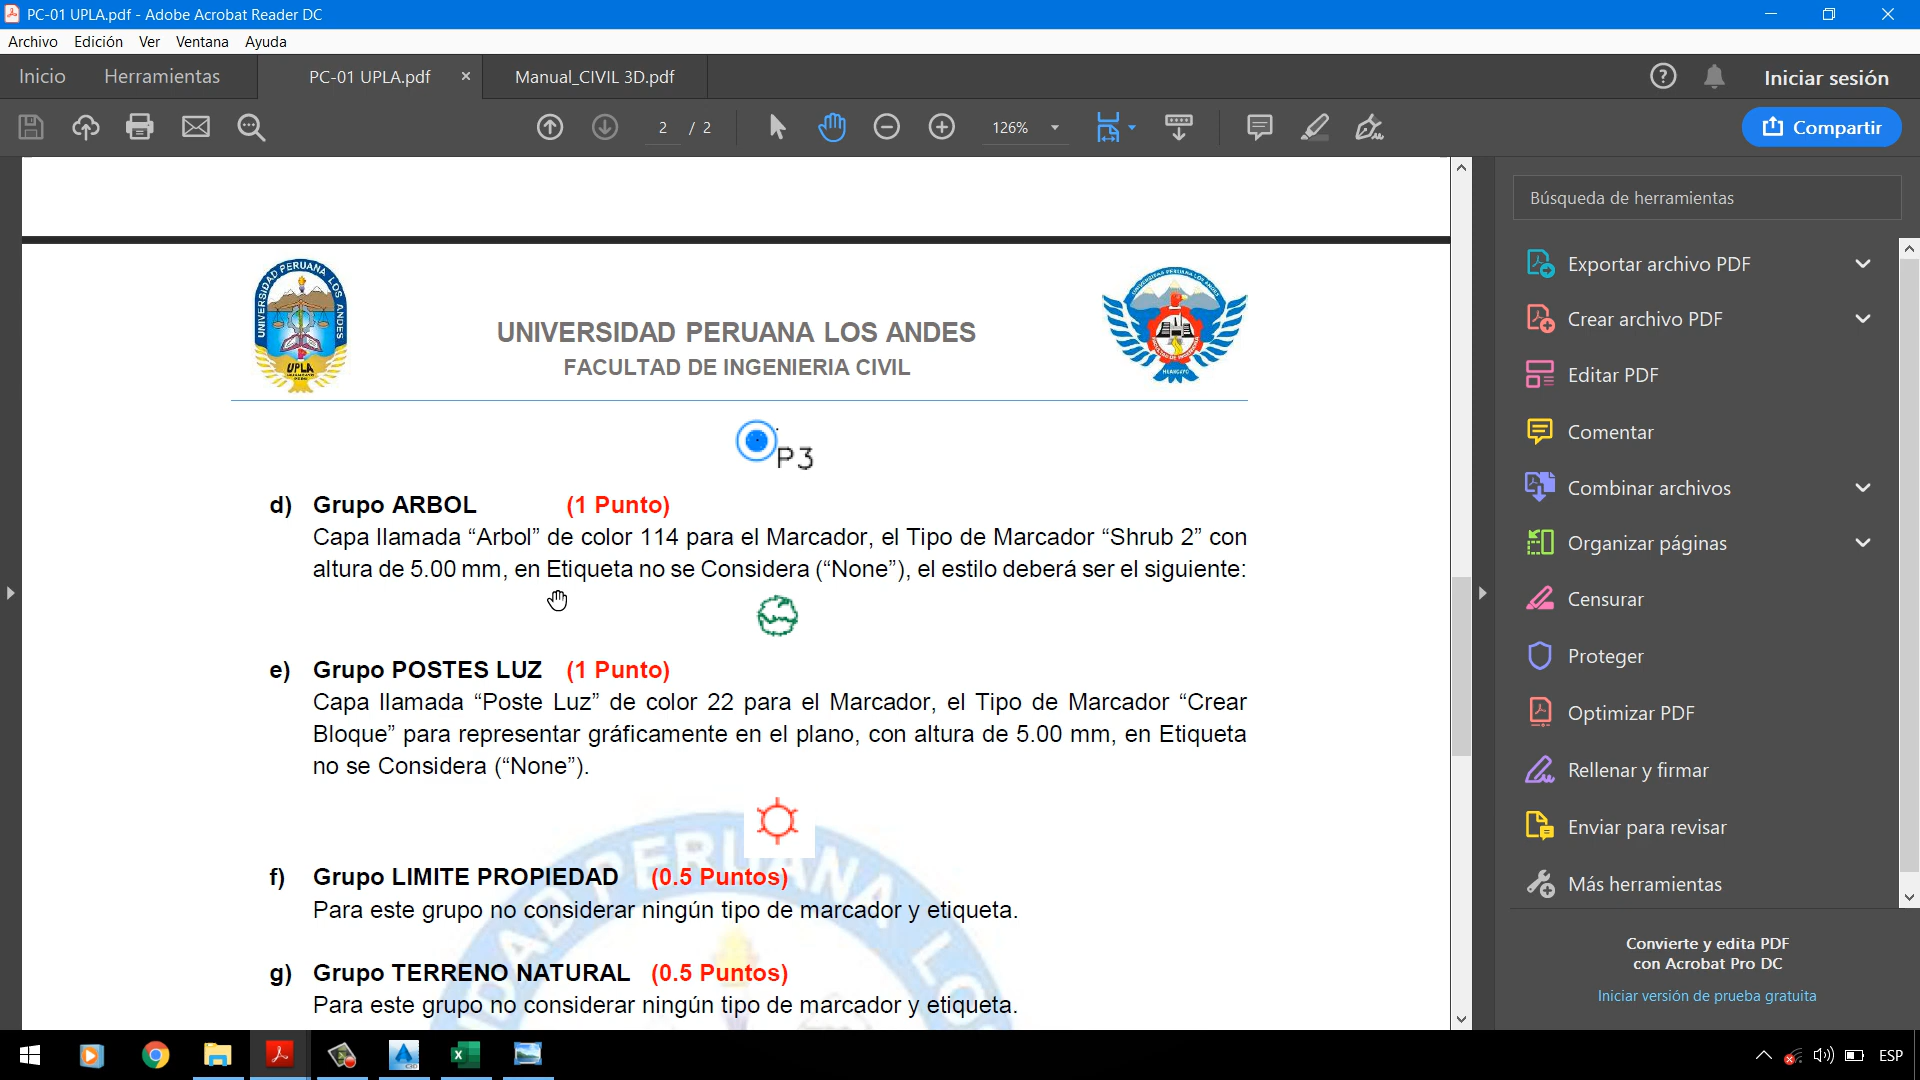 PC-01 UPLA.pdf - Adobe Acrobat Reader DC
Archivo Edición Ver Ventana Ayuda
Inicio Herramientas PC-01 UPLA.pdf × Manual_CIVIL 3D.pdf Iniciar sesión
2 / 2 126% Compartir
Búsqueda de herramientas
Exportar archivo PDF
Crear archivo PDF
Editar PDF
Comentar
Combinar archivos
Organizar páginas
Censurar
Proteger
Optimizar PDF
Rellenar y firmar
Enviar para revisar
Más herramientas
Convierte y edita PDF
con Acrobat Pro DC
Iniciar versión de prueba gratuita
UNIVERSIDAD PERUANA LOS ANDES
UPLA
UNIVERSIDAD PERUANA LOS ANDES
FACULTAD DE INGENIERIA CIVIL
HUANCAYO
P3
d) Grupo ARBOL (1 Punto)
Capa llamada “Arbol” de color 114 para el Marcador, el Tipo de Marcador “Shrub 2” con
altura de 5.00 mm, en Etiqueta no se Considera (“None”), el estilo deberá ser el siguiente:
e) Grupo POSTES LUZ (1 Punto)
Capa llamada “Poste Luz” de color 22 para el Marcador, el Tipo de Marcador “Crear
Bloque” para representar gráficamente en el plano, con altura de 5.00 mm, en Etiqueta
no se Considera (“None”).
f) Grupo LIMITE PROPIEDAD (0.5 Puntos)
Para este grupo no considerar ningún tipo de marcador y etiqueta.
g) Grupo TERRENO NATURAL (0.5 Puntos)
Para este grupo no considerar ningún tipo de marcador y etiqueta.
ESP